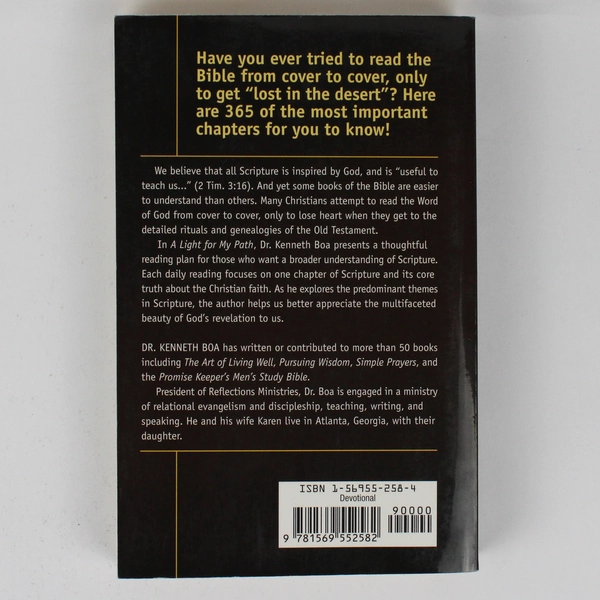 Have you ever tried to read the
Bible from cover to cover, only
to get “lost in the desert”? Here
are 365 of the most important
chapters for you to know!
We believe that all Scripture is inspired by God, and is “useful to
teach us...” (2 Tim. 3:16). And yet some books of the Bible are easier
to understand than others. Many Christians attempt to read the Word
of God from cover to cover, only to lose heart when they get to the
detailed rituals and genealogies of the Old Testament.
In A Light for My Path, Dr. Kenneth Boa presents a thoughtful
reading plan for those who want a broader understanding of Scripture.
Each daily reading focuses on one chapter of Scripture and its core
truth about the Christian faith. As he explores the predominant themes
in Scripture, the author helps us better appreciate the multifaceted
beauty of God’s revelation to us.
DR. KENNETH BOA has written or contributed to more than 50 books
including The Art of Living Well, Pursuing Wisdom, Simple Prayers, and
the Promise Keeper’s Men’s Study Bible.
President of Reflections Ministries, Dr. Boa is engaged in a ministry
of relational evangelism and discipleship, teaching, writing, and
speaking. He and his wife Karen live in Atlanta, Georgia, with their
daughter.
ISBN 1-56955-258-4
Devotional
90000
9 781569 552582